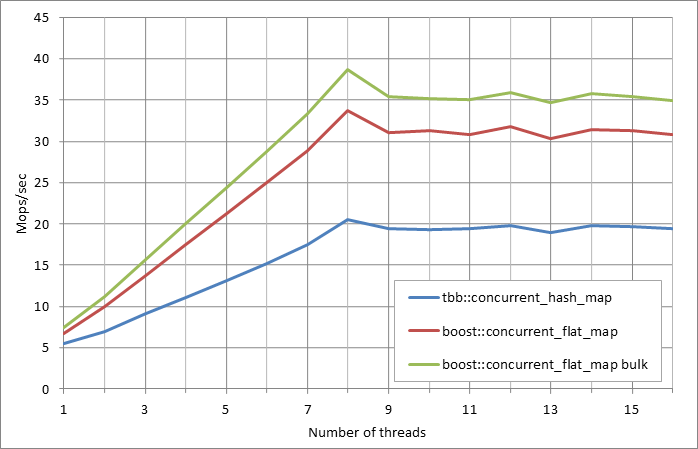 45
40
35
30
25
20
15
10
5
0
Mops/sec
tbb::concurrent_hash_map
boost::concurrent_flat_map
boost::concurrent_flat_map bulk
1 3 5 7 9 11 13 15
Number of threads